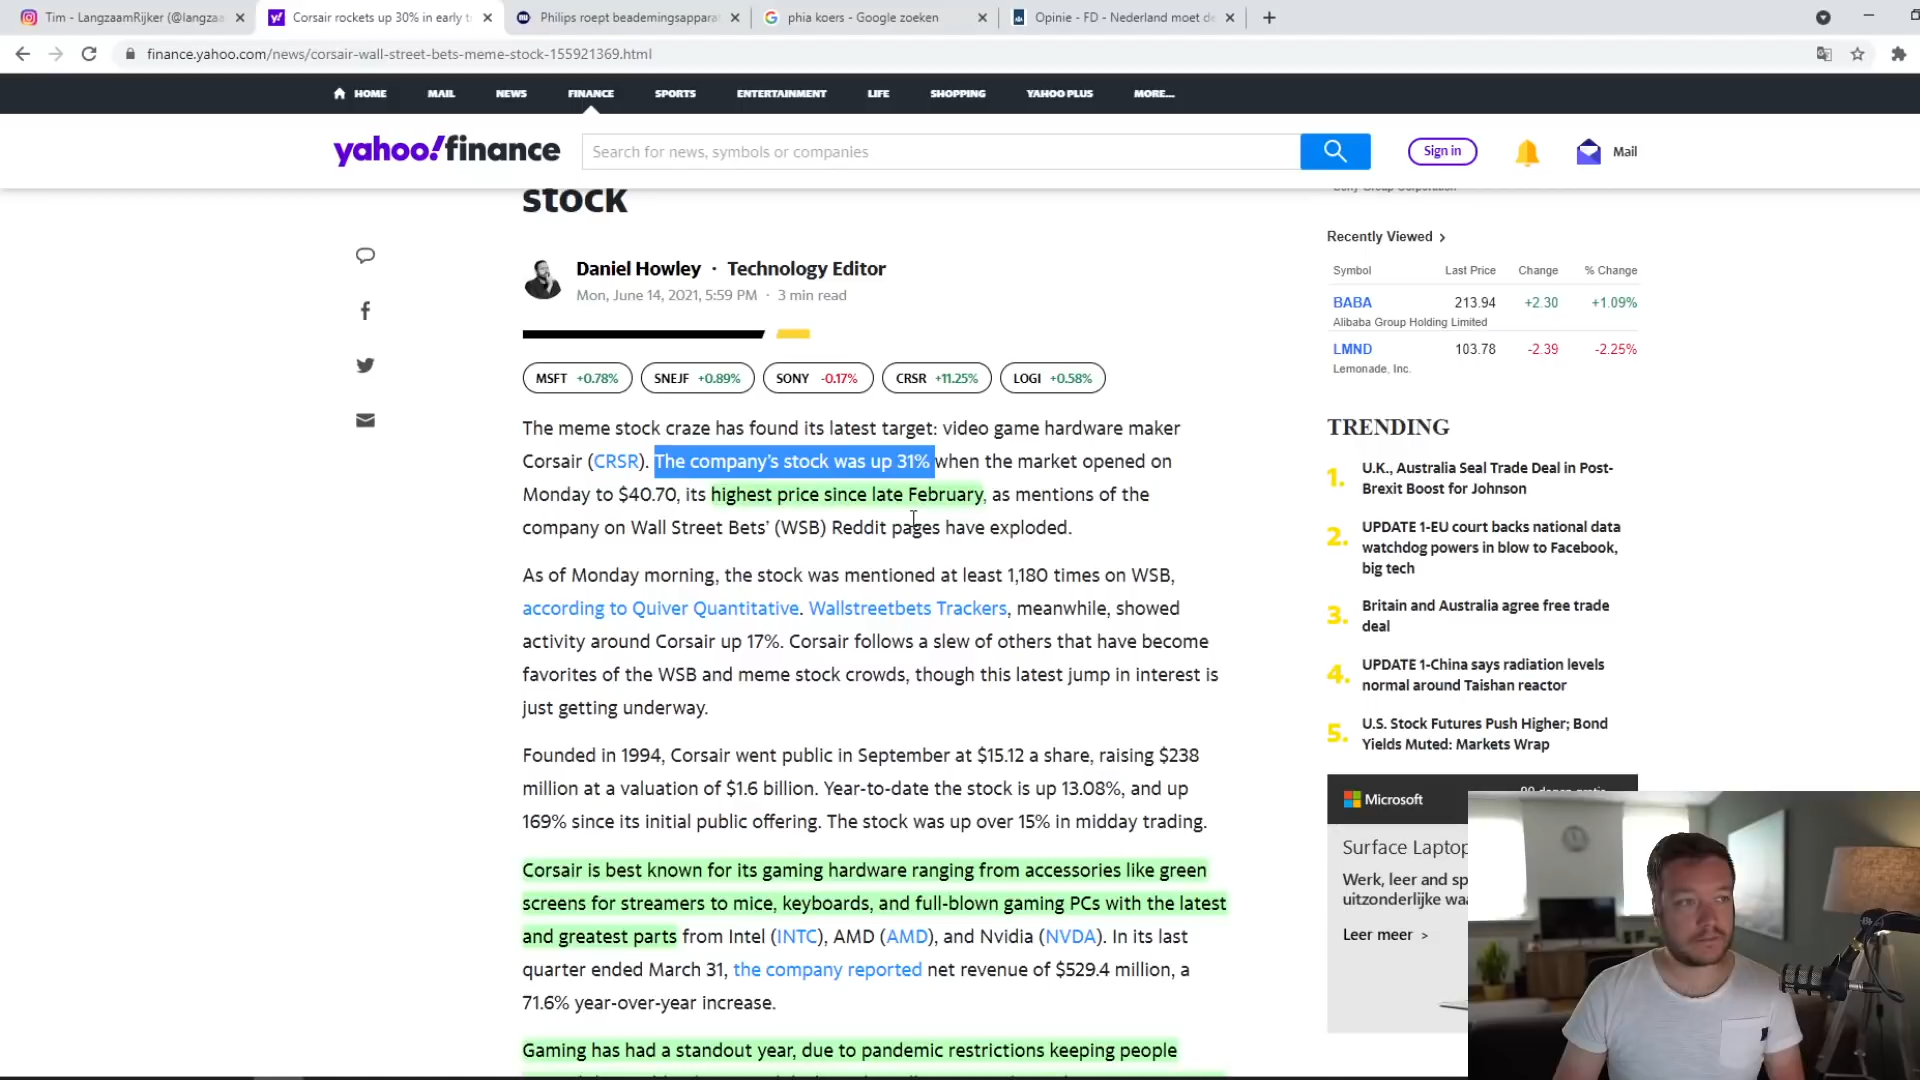 Tim - LangzaamRijker (@langzaa
Corsair rockets up 30% in early t
Philips roept beademingsappara
phia koers - Google zoeken
Opinie - FD - Nederland moet de
finance.yahoo.com/news/corsair-wall-street-bets-meme-stock-155921369.html
HOME MAIL NEWS FINANCE SPORTS ENTERTAINMENT LIFE SHOPPING YAHOO PLUS MORE...
yahoo!finance
Search for news, symbols or companies
Sign in
Mail
stock
Daniel Howley · Technology Editor
Mon, June 14, 2021, 5:59 PM · 3 min read
MSFT +0.78% SNEJF +0.89% SONY -0.17% CRSR +11.25% LOGI +0.58%
The meme stock craze has found its latest target: video game hardware maker
Corsair (CRSR). The company's stock was up 31% when the market opened on
Monday to $40.70, its highest price since late February, as mentions of the
company on Wall Street Bets' (WSB) Reddit pages have exploded.
As of Monday morning, the stock was mentioned at least 1,180 times on WSB,
according to Quiver Quantitative. Wallstreetbets Trackers, meanwhile, showed
activity around Corsair up 17%. Corsair follows a slew of others that have become
favorites of the WSB and meme stock crowds, though this latest jump in interest is
just getting underway.
Founded in 1994, Corsair went public in September at $15.12 a share, raising $238
million at a valuation of $1.6 billion. Year-to-date the stock is up 13.08%, and up
169% since its initial public offering. The stock was up over 15% in midday trading.
Corsair is best known for its gaming hardware ranging from accessories like green
screens for streamers to mice, keyboards, and full-blown gaming PCs with the latest
and greatest parts from Intel (INTC), AMD (AMD), and Nvidia (NVDA). In its last
quarter ended March 31, the company reported net revenue of $529.4 million, a
71.6% year-over-year increase.
Gaming has had a standout year, due to pandemic restrictions keeping people
Sony Group Corporation
Recently Viewed >
Symbol Last Price Change % Change
BABA 213.94 +2.30 +1.09%
Alibaba Group Holding Limited
LMND 103.78 -2.39 -2.25%
Lemonade, Inc.
TRENDING
1. U.K., Australia Seal Trade Deal in Post-
Brexit Boost for Johnson
2. UPDATE 1-EU court backs national data
watchdog powers in blow to Facebook,
big tech
3. Britain and Australia agree free trade
deal
4. UPDATE 1-China says radiation levels
normal around Taishan reactor
5. U.S. Stock Futures Push Higher; Bond
Yields Muted: Markets Wrap
Microsoft
Surface Laptop
Werk, leer en sp
uitzonderlijke wa
Leer meer >